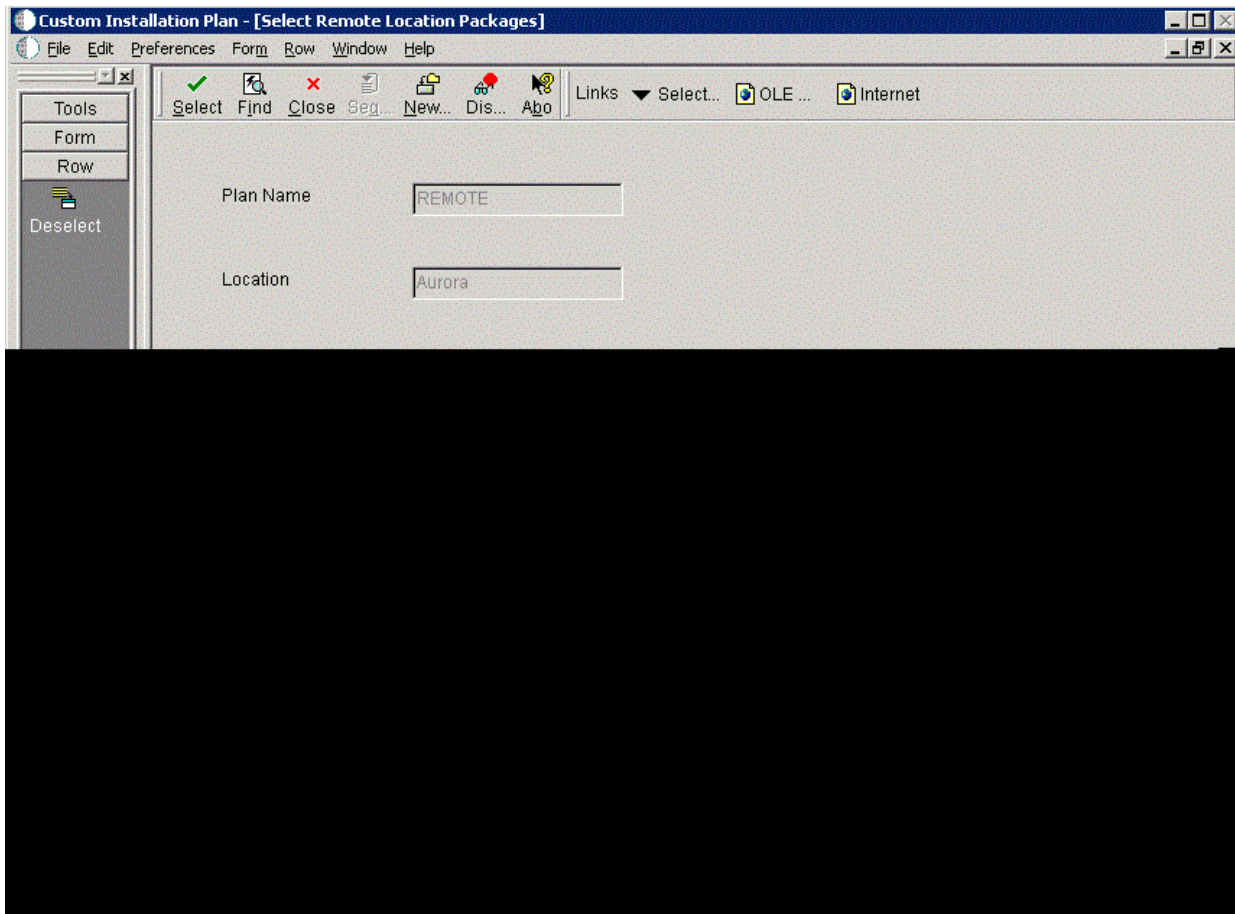 Custom Installation Plan - [Select Remote Location Packages]
File Edit Preferences Form Row Window Help
Select Find Close Seq... New... Dis... Abo Links Select... OLE ... Internet
Tools
Form
Row
Deselect
Plan Name REMOTE
Location Aurora